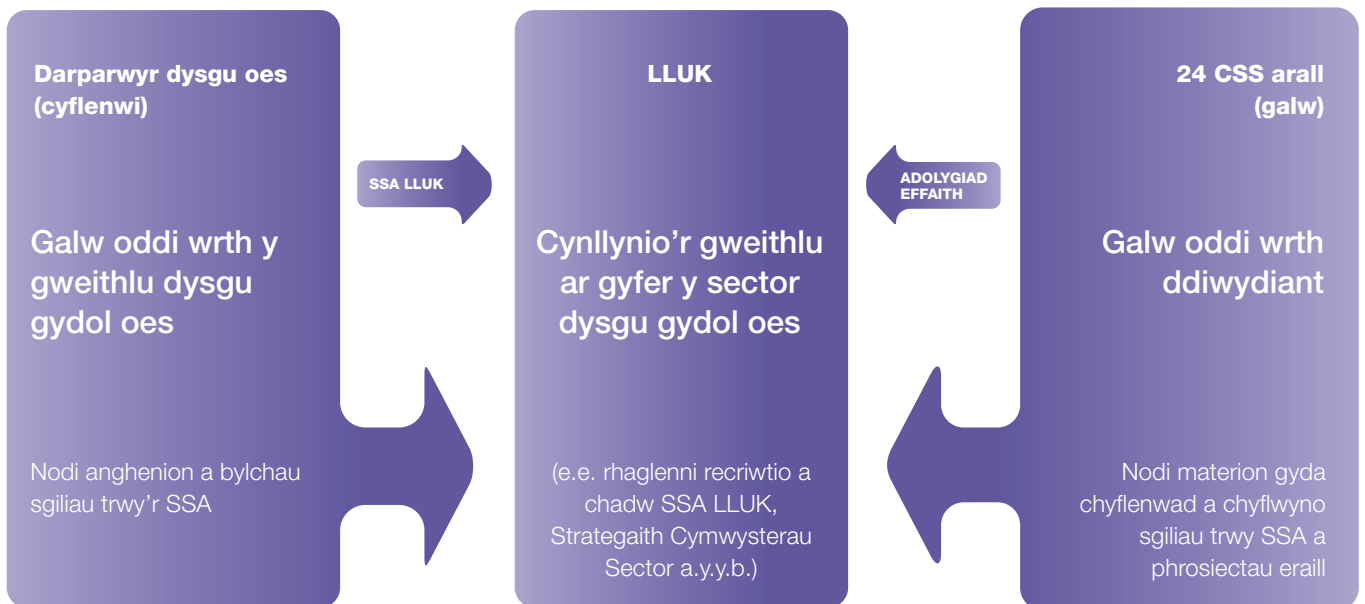 Darparwyr dysgu oes
(cyflenwi)
Galw oddi wrth y
gweithlu dysgu
gydol oes
Nodi anghenion a bylchau
sgiliau trwy’r SSA
SSA LLUK
LLUK
Cynllynio’r gweithlu
ar gyfer y sector
dysgu gydol oes
(e.e. rhaglenni recriwtio a
chadw SSA LLUK,
Strategaith Cymwysterau
Sector a.y.y.b.)
ADOLYGIAD
EFFAITH
24 CSS arall
(galw)
Galw oddi wrth
ddiwydiant
Nodi materion gyda
chyflenwad a chyflwyno
sgiliau trwy SSA a
phrosiectau eraill